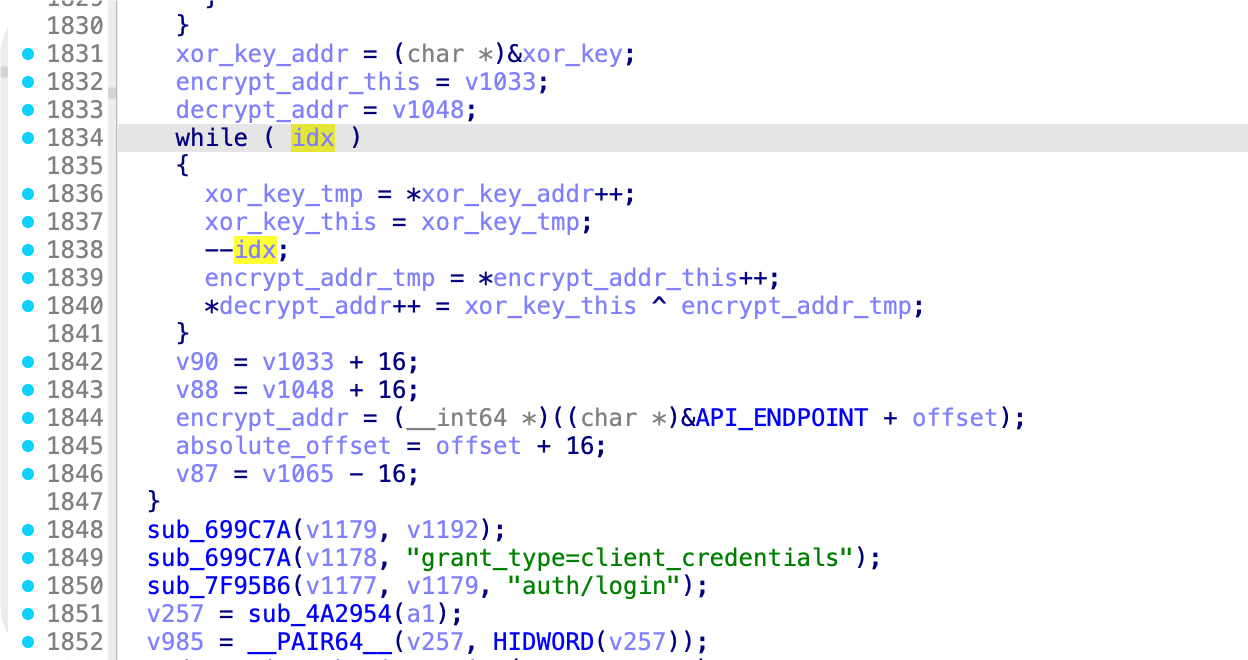 1830 }
1831 xor_key_addr = (char *)&xor_key;
1832 encrypt_addr_this = v1033;
1833 decrypt_addr = v1048;
1834 while ( idx )
1835 {
1836 xor_key_tmp = *xor_key_addr++;
1837 xor_key_this = xor_key_tmp;
1838 --idx;
1839 encrypt_addr_tmp = *encrypt_addr_this++;
1840 *decrypt_addr++ = xor_key_this ^ encrypt_addr_tmp;
1841 }
1842 v90 = v1033 + 16;
1843 v88 = v1048 + 16;
1844 encrypt_addr = (__int64 *)((char *)&API_ENDPOINT + offset);
1845 absolute_offset = offset + 16;
1846 v87 = v1065 - 16;
1847 }
1848 sub_699C7A(v1179, v1192);
1849 sub_699C7A(v1178, "grant_type=client_credentials");
1850 sub_7F95B6(v1177, v1179, "auth/login");
1851 v257 = sub_4A2954(a1);
1852 v985 = __PAIR64__(v257, HIDWORD(v257));